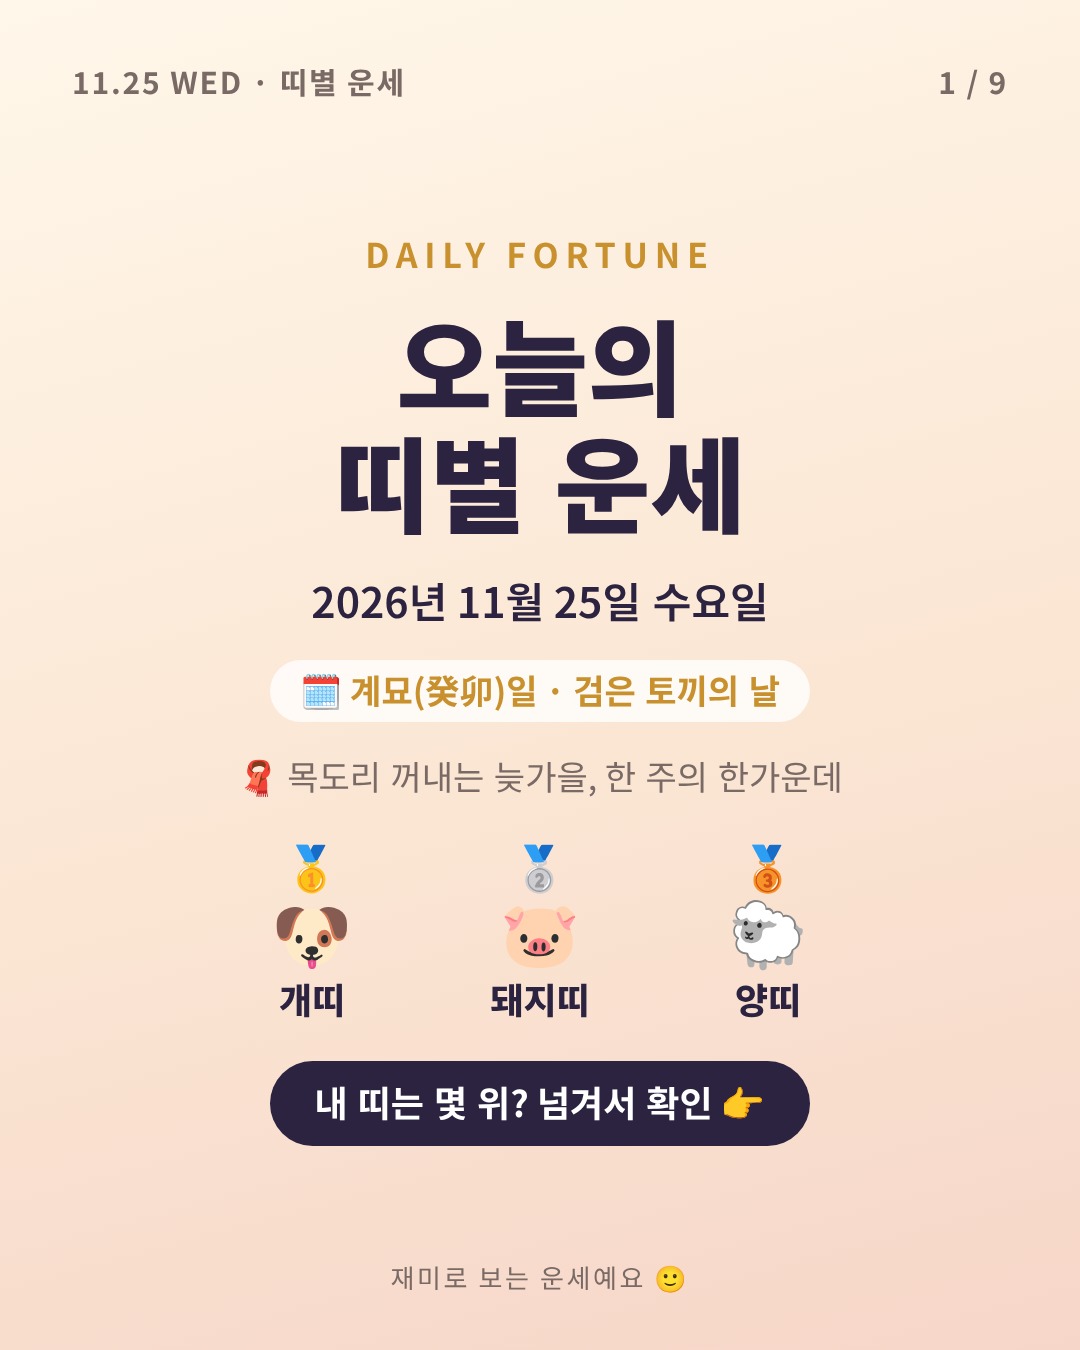 11.25 WED · 띠별 운세
1 / 9
DAILY FORTUNE
오늘의
띠별 운세
2026년 11월 25일 수요일
🗓️ 계묘(癸卯)일 · 검은 토끼의 날
🧣 목도리 꺼내는 늦가을, 한 주의 한가운데
🥇 🥈 🥉
개띠 돼지띠 양띠
내 띠는 몇 위? 넘겨서 확인 👉
재미로 보는 운세예요 🙂